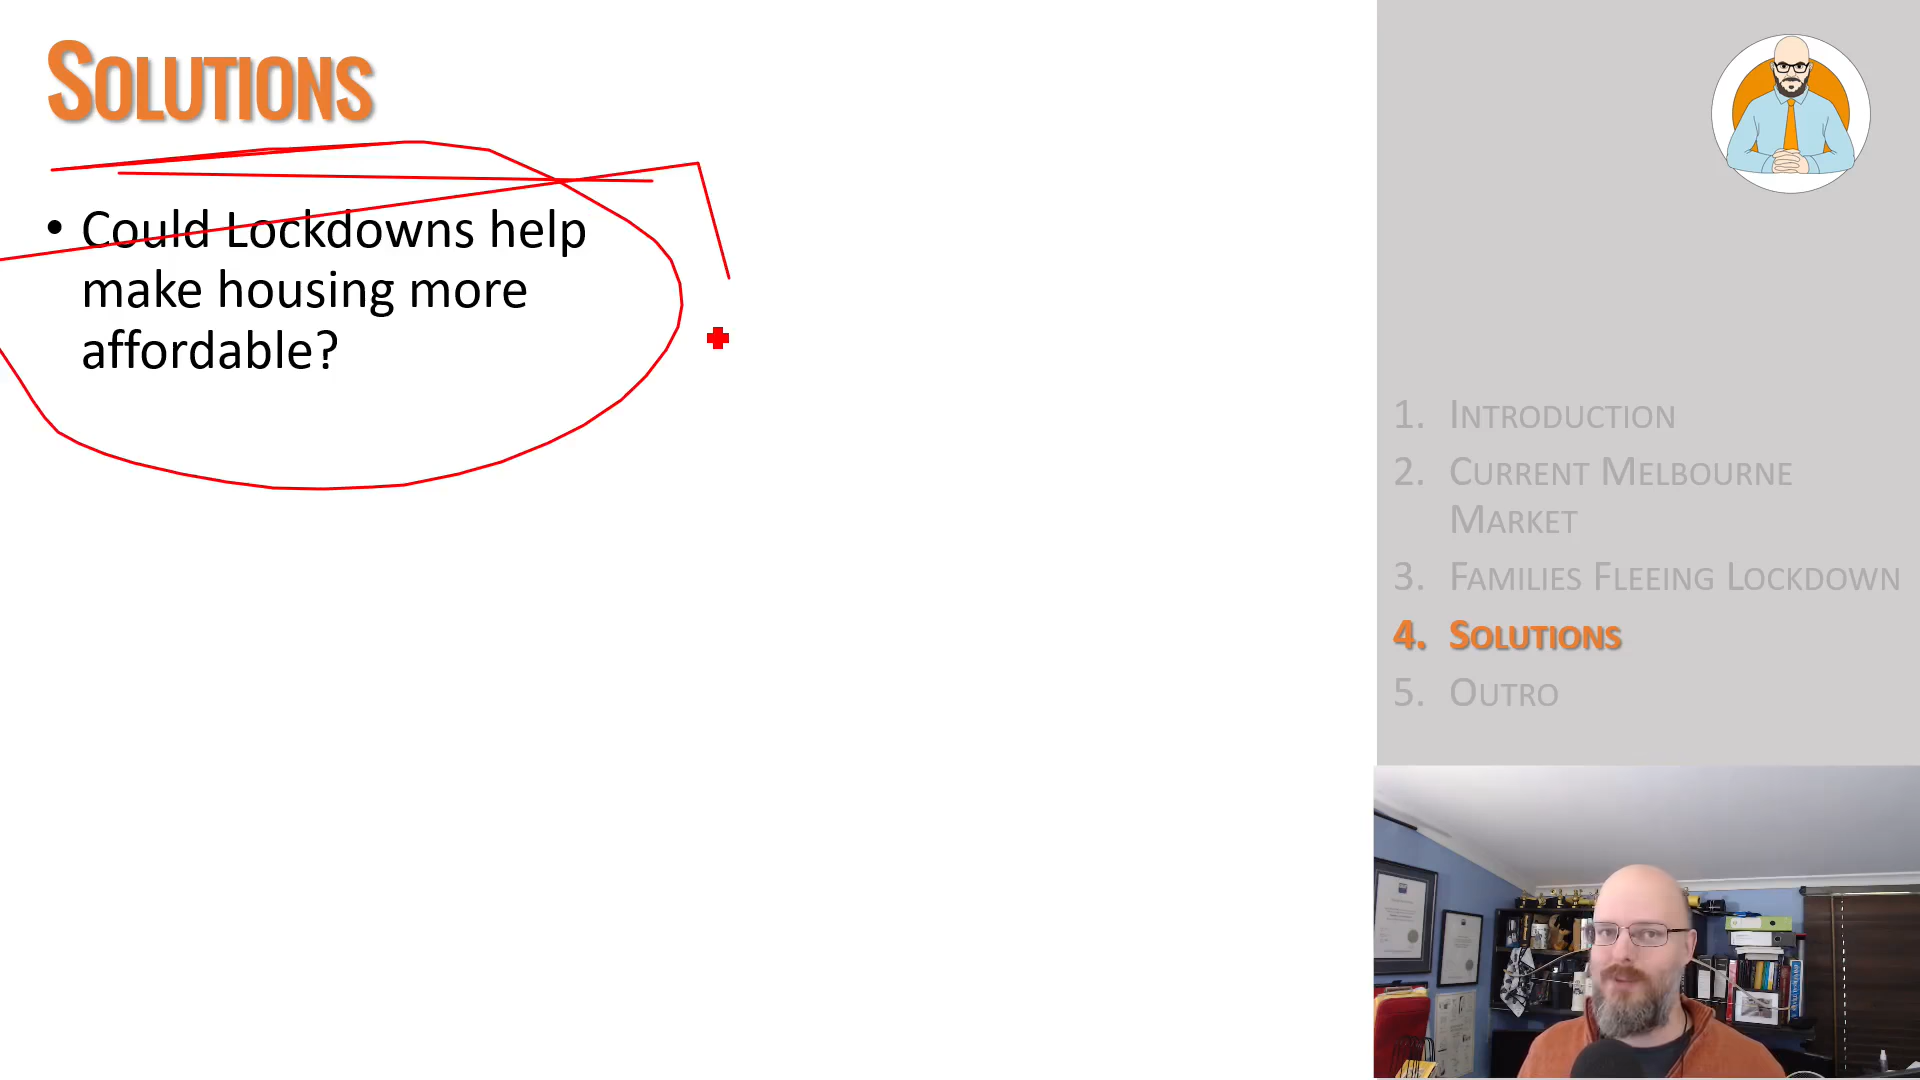 SOLUTIONS
• Could Lockdowns help
make housing more
affordable?
1. INTRODUCTION
2. CURRENT MELBOURNE
MARKET
3. FAMILIES FLEEING LOCKDOWN
4. SOLUTIONS
5. OUTRO